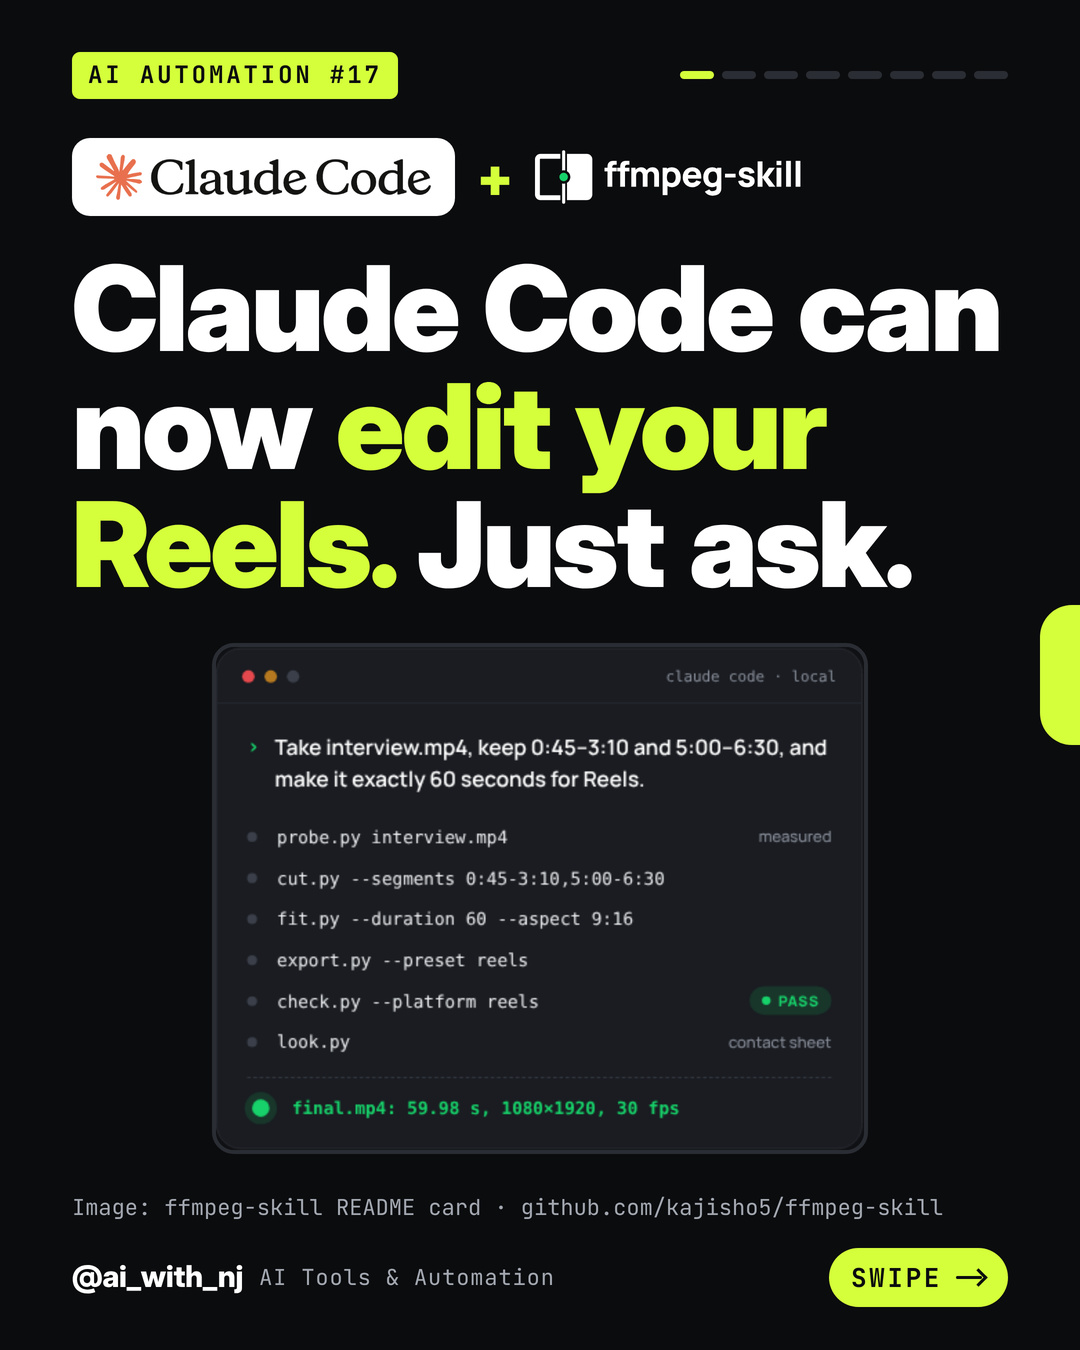 AI AUTOMATION #17
Claude Code + ffmpeg-skill
Claude Code can
now edit your
Reels. Just ask.
claude code · local
› Take interview.mp4, keep 0:45–3:10 and 5:00–6:30, and
make it exactly 60 seconds for Reels.
probe.py interview.mp4 measured
cut.py --segments 0:45-3:10,5:00-6:30
fit.py --duration 60 --aspect 9:16
export.py --preset reels
check.py --platform reels PASS
look.py contact sheet
final.mp4: 59.98 s, 1080×1920, 30 fps
Image: ffmpeg-skill README card · github.com/kajisho5/ffmpeg-skill
@ai_with_nj AI Tools & Automation
SWIPE →